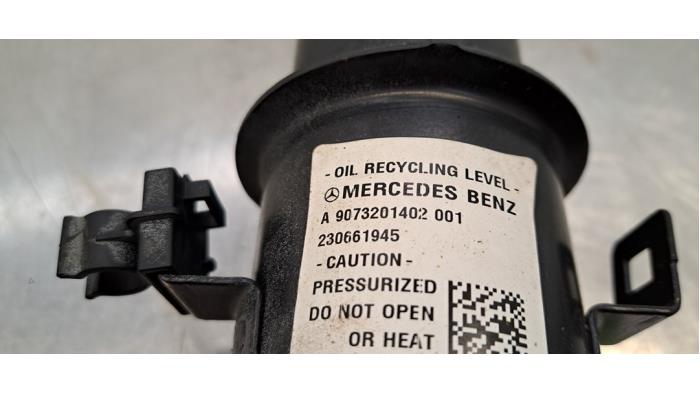 - OIL RECYCLING LEVEL -
MERCEDES BENZ
A 9073201402 001
230661945
- CAUTION -
PRESSURIZED
DO NOT OPEN
OR HEAT